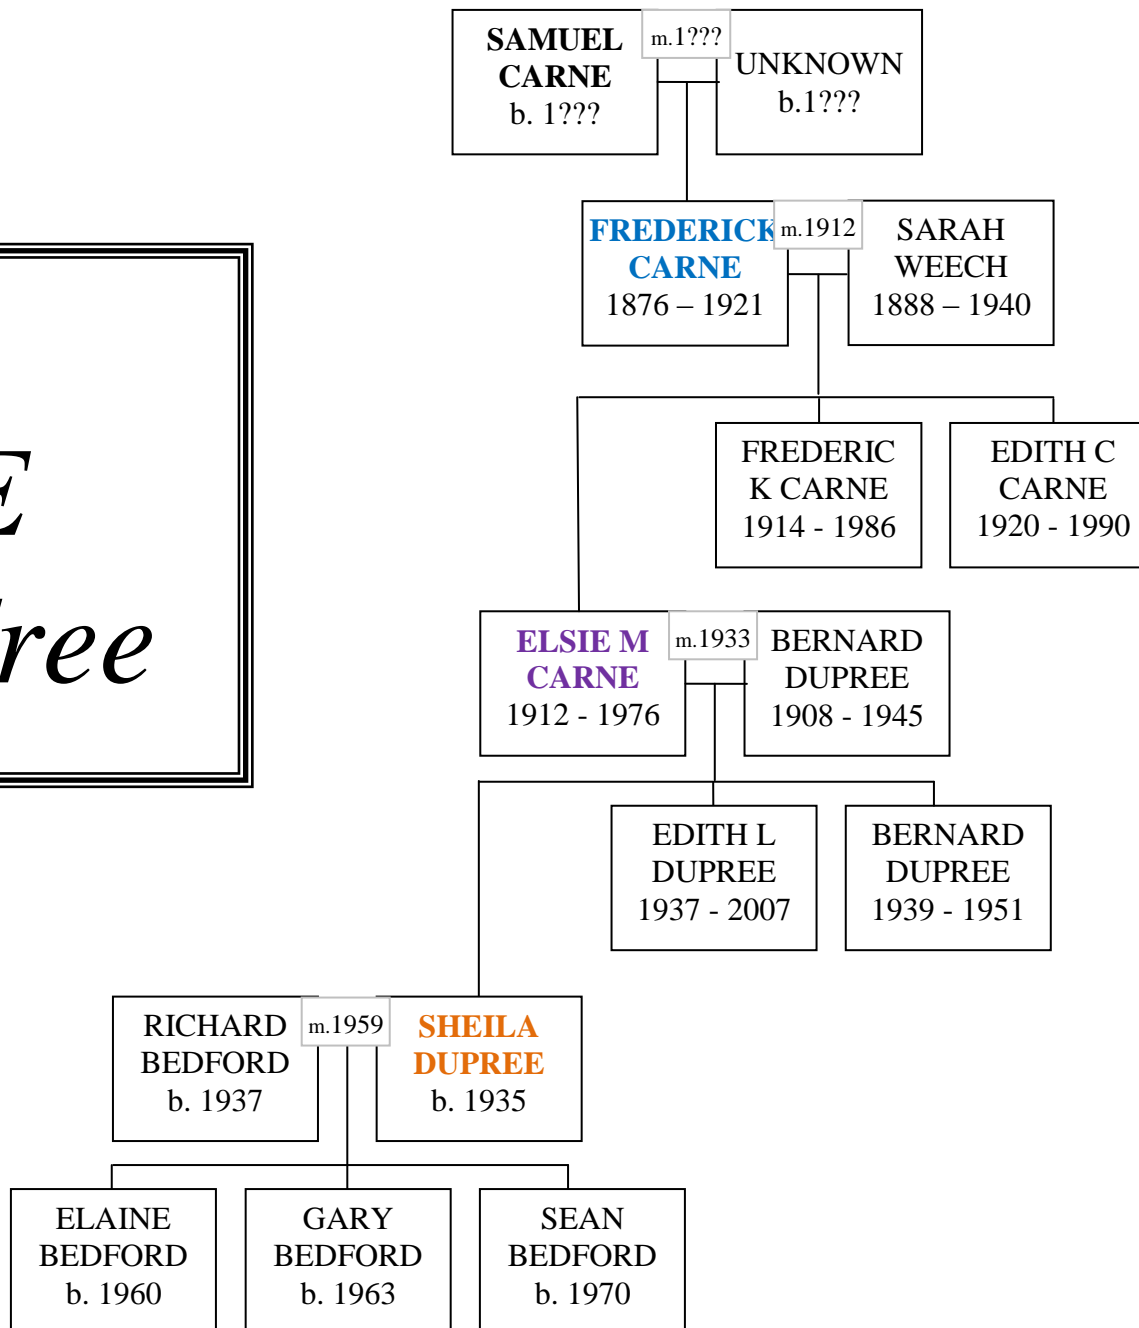 SAMUEL
CARNE
b. 1???
m.1???
UNKNOWN
b.1???
FREDERICK
CARNE
1876 – 1921
m.1912
SARAH
WEECH
1888 – 1940
E
ree
FREDERIC
K CARNE
1914 - 1986
EDITH C
CARNE
1920 - 1990
ELSIE M
CARNE
1912 - 1976
m.1933
BERNARD
DUPREE
1908 - 1945
EDITH L
DUPREE
1937 - 2007
BERNARD
DUPREE
1939 - 1951
RICHARD
BEDFORD
b. 1937
m.1959
SHEILA
DUPREE
b. 1935
ELAINE
BEDFORD
b. 1960
GARY
BEDFORD
b. 1963
SEAN
BEDFORD
b. 1970